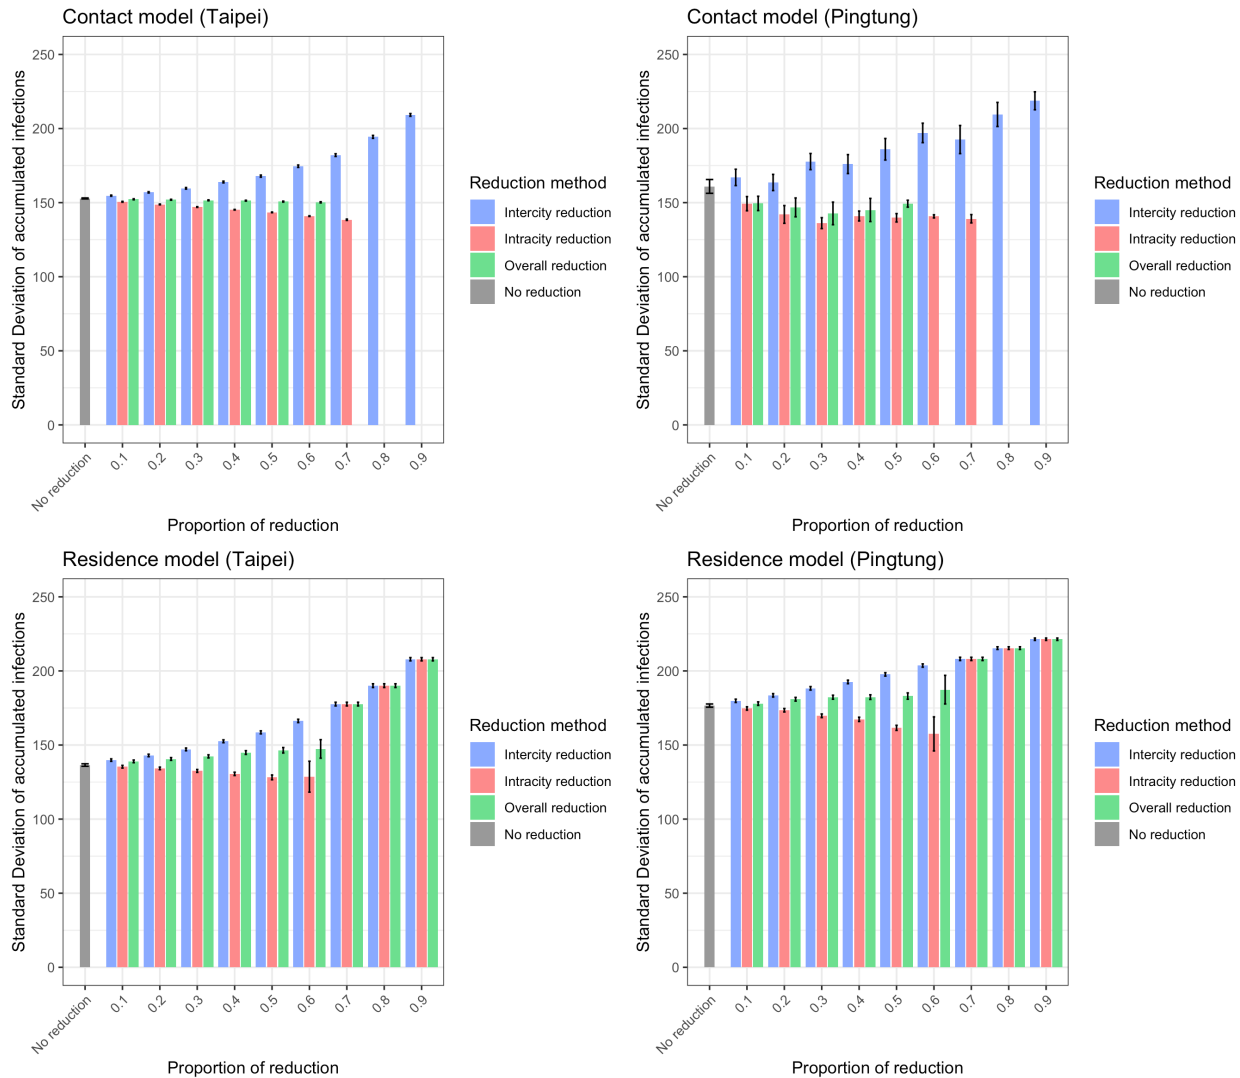 Contact model (Taipei)
Standard Deviation of accumulated infections
250
200
150
100
50
0
No reduction
0.1
0.2
0.3
0.4
0.5
0.6
0.7
0.8
0.9
Proportion of reduction
Reduction method
Intercity reduction
Intracity reduction
Overall reduction
No reduction
Contact model (Pingtung)
Standard Deviation of accumulated infections
250
200
150
100
50
0
No reduction
0.1
0.2
0.3
0.4
0.5
0.6
0.7
0.8
0.9
Proportion of reduction
Reduction method
Intercity reduction
Intracity reduction
Overall reduction
No reduction
Residence model (Taipei)
Standard Deviation of accumulated infections
250
200
150
100
50
0
No reduction
0.1
0.2
0.3
0.4
0.5
0.6
0.7
0.8
0.9
Proportion of reduction
Reduction method
Intercity reduction
Intracity reduction
Overall reduction
No reduction
Residence model (Pingtung)
Standard Deviation of accumulated infections
250
200
150
100
50
0
No reduction
0.1
0.2
0.3
0.4
0.5
0.6
0.7
0.8
0.9
Proportion of reduction
Reduction method
Intercity reduction
Intracity reduction
Overall reduction
No reduction